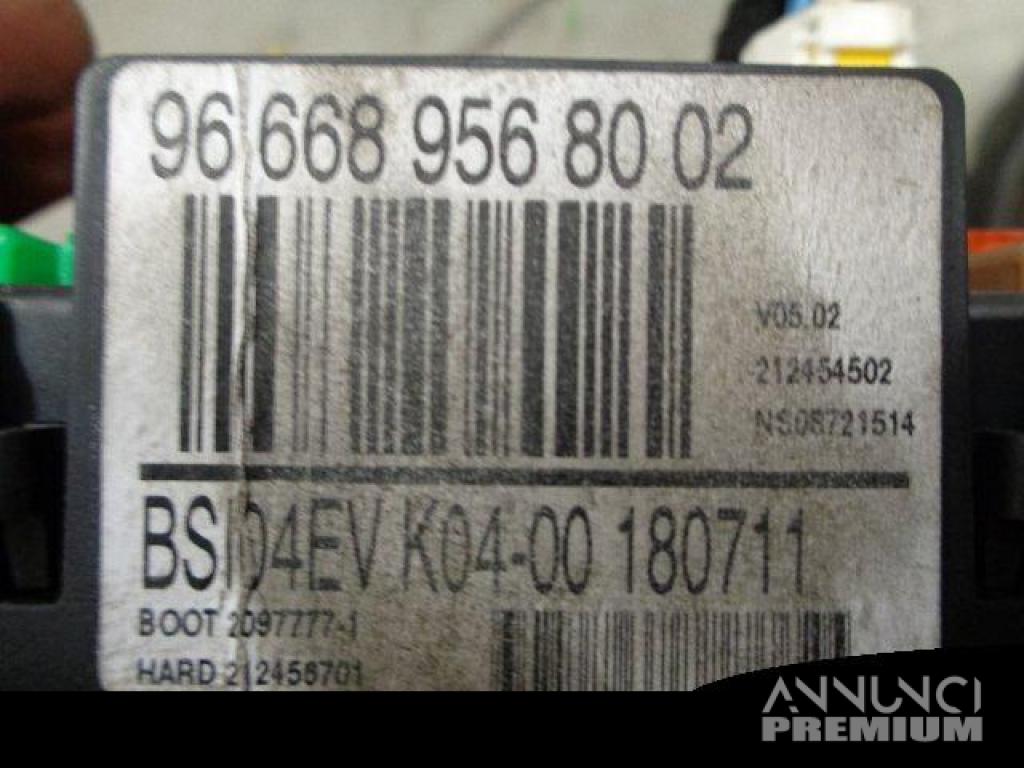 96 668 956 80 02
V05.02
212454502
NS08721514
BSI04EV K04-00 180711
BOOT 2097777-1
HARD 212456701
ANNUNCI
PREMIUM